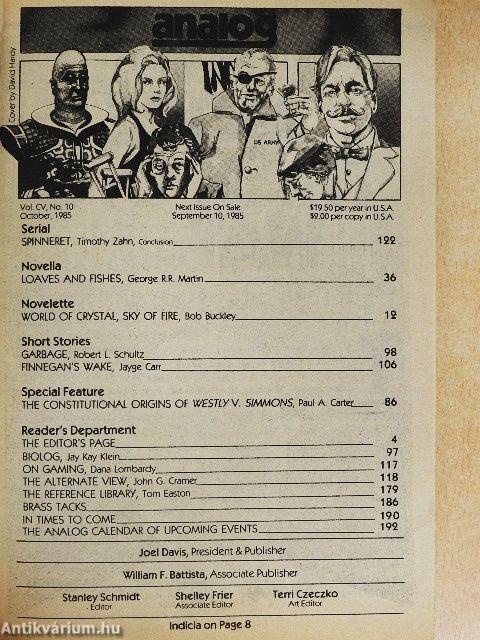 analog
Cover by David Hardy
US ARMY
Vol. CV, No. 10
October, 1985
Next Issue On Sale
September 10, 1985
$19.50 per year in U.S.A.
$2.00 per copy in U.S.A.
Serial
SPINNERET, Timothy Zahn, Conclusion 122
Novella
LOAVES AND FISHES, George R.R. Martin 36
Novelette
WORLD OF CRYSTAL, SKY OF FIRE, Bob Buckley 12
Short Stories
GARBAGE, Robert L. Schultz 98
FINNEGAN'S WAKE, Jayge Carr 106
Special Feature
THE CONSTITUTIONAL ORIGINS OF WESTLY V. SIMMONS, Paul A. Carter 86
Reader's Department
THE EDITOR'S PAGE 4
BIOLOG, Jay Kay Klein 97
ON GAMING, Dana Lombardy 117
THE ALTERNATE VIEW, John G. Cramer 118
THE REFERENCE LIBRARY, Tom Easton 179
BRASS TACKS 186
IN TIMES TO COME 190
THE ANALOG CALENDAR OF UPCOMING EVENTS 192
Joel Davis, President & Publisher
William F. Battista, Associate Publisher
Stanley Schmidt
Editor
Shelley Frier
Associate Editor
Terri Czeczko
Art Editor
Indicia on Page 8
Antikvárium.hu